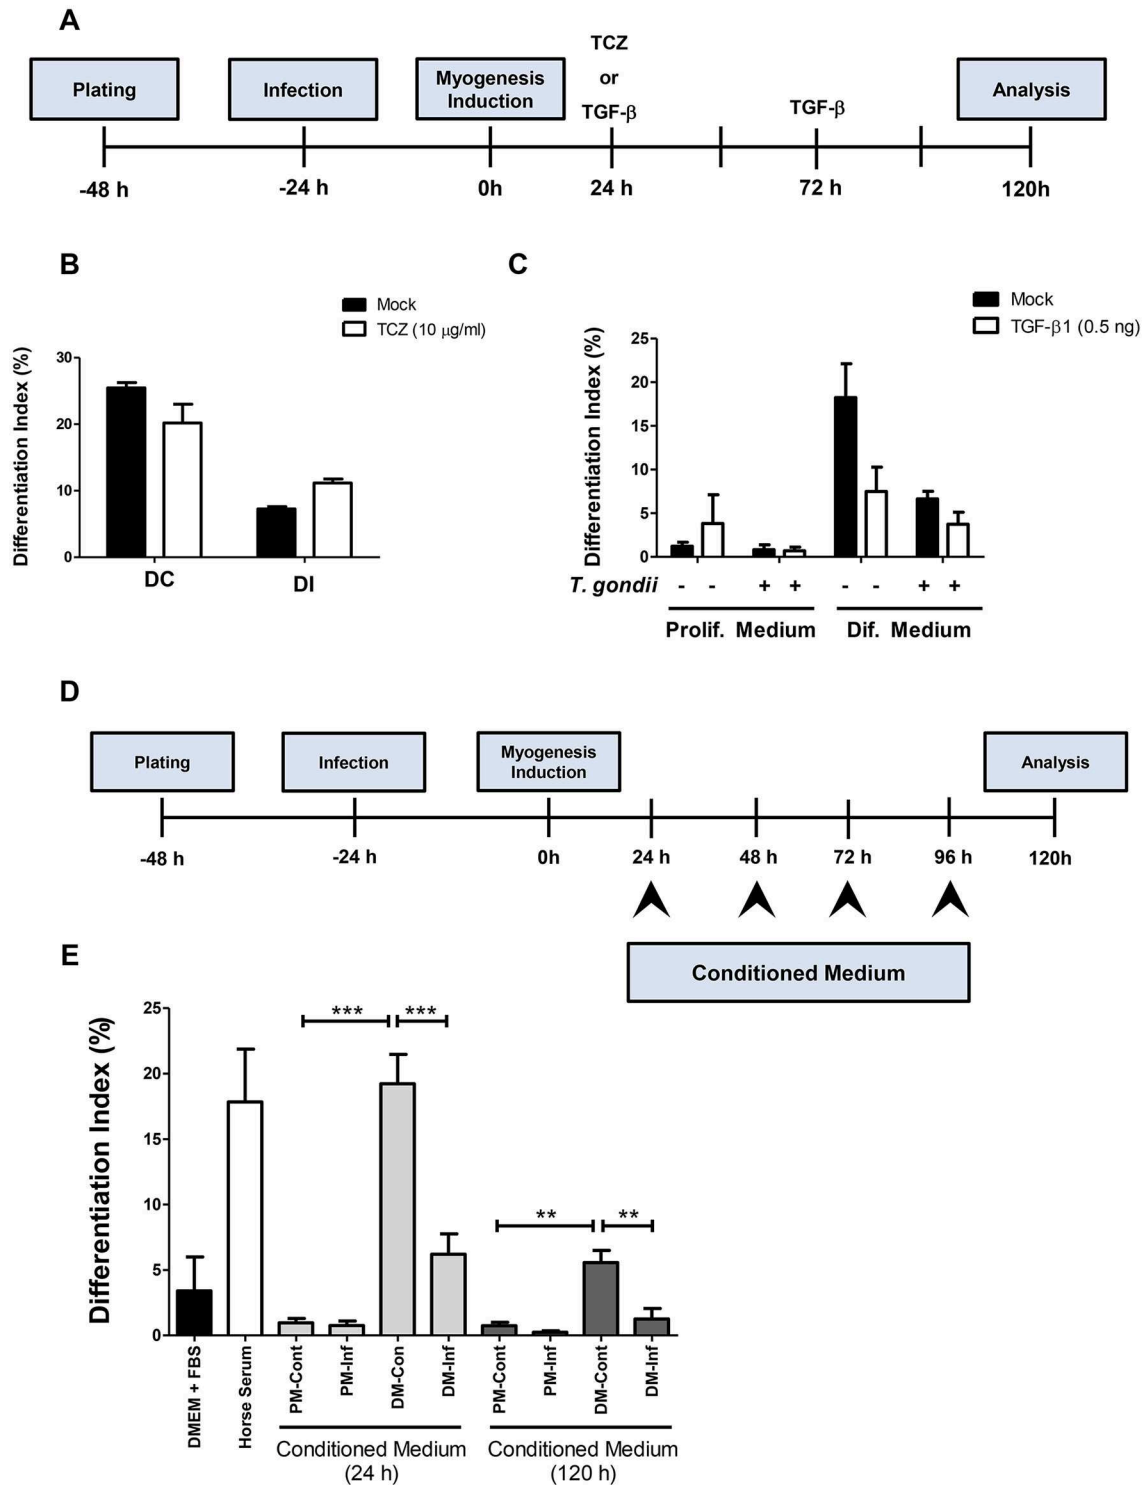 A
TCZ
or
TGF-β
TGF-β
Plating
Infection
Myogenesis
Induction
Analysis
-48 h
-24 h
0h
24 h
72 h
120h
B
Mock
TCZ (10 μg/ml)
Differentiation Index (%)
30
20
10
0
DC
DI
C
Mock
TGF-β1 (0.5 ng)
Differentiation Index (%)
25
20
15
10
5
0
T. gondii - - + + - - + +
Prolif. Medium
Dif. Medium
D
Plating
Infection
Myogenesis
Induction
Analysis
-48 h
-24 h
0h
24 h
48 h
72 h
96 h
120h
Conditioned Medium
E
Differentiation Index (%)
25
20
15
10
5
0
***
***
**
**
DMEM + FBS
Horse Serum
PM-Cont
PM-Inf
DM-Con
DM-Inf
PM-Cont
PM-Inf
DM-Cont
DM-Inf
Conditioned Medium
(24 h)
Conditioned Medium
(120 h)